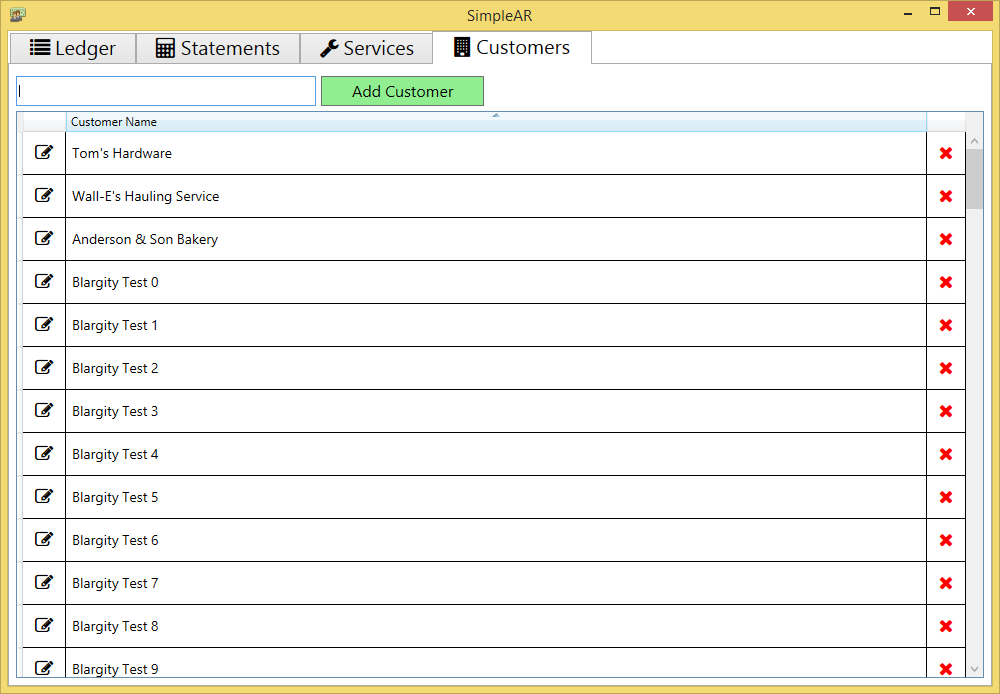 SimpleAR
Ledger Statements Services Customers
Add Customer
Customer Name
Tom's Hardware
Wall-E's Hauling Service
Anderson & Son Bakery
Blargity Test 0
Blargity Test 1
Blargity Test 2
Blargity Test 3
Blargity Test 4
Blargity Test 5
Blargity Test 6
Blargity Test 7
Blargity Test 8
Blargity Test 9